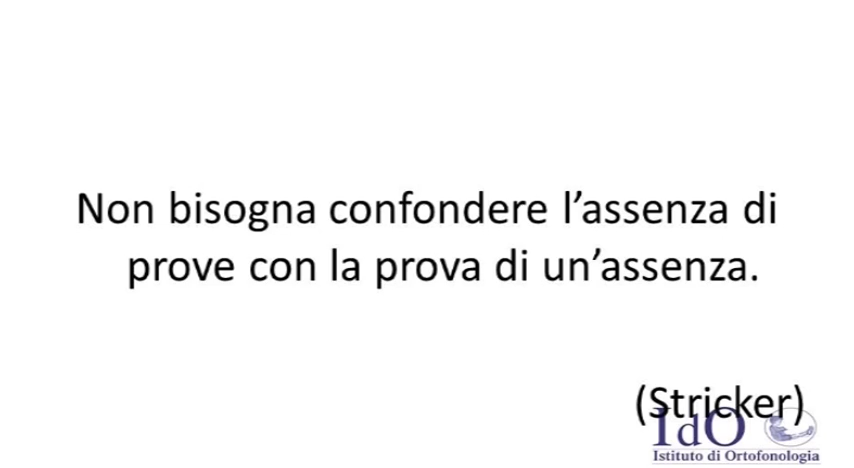 Non bisogna confondere l’assenza di
prove con la prova di un’assenza.
(Stricker)
IdO
Istituto di Ortofonologia